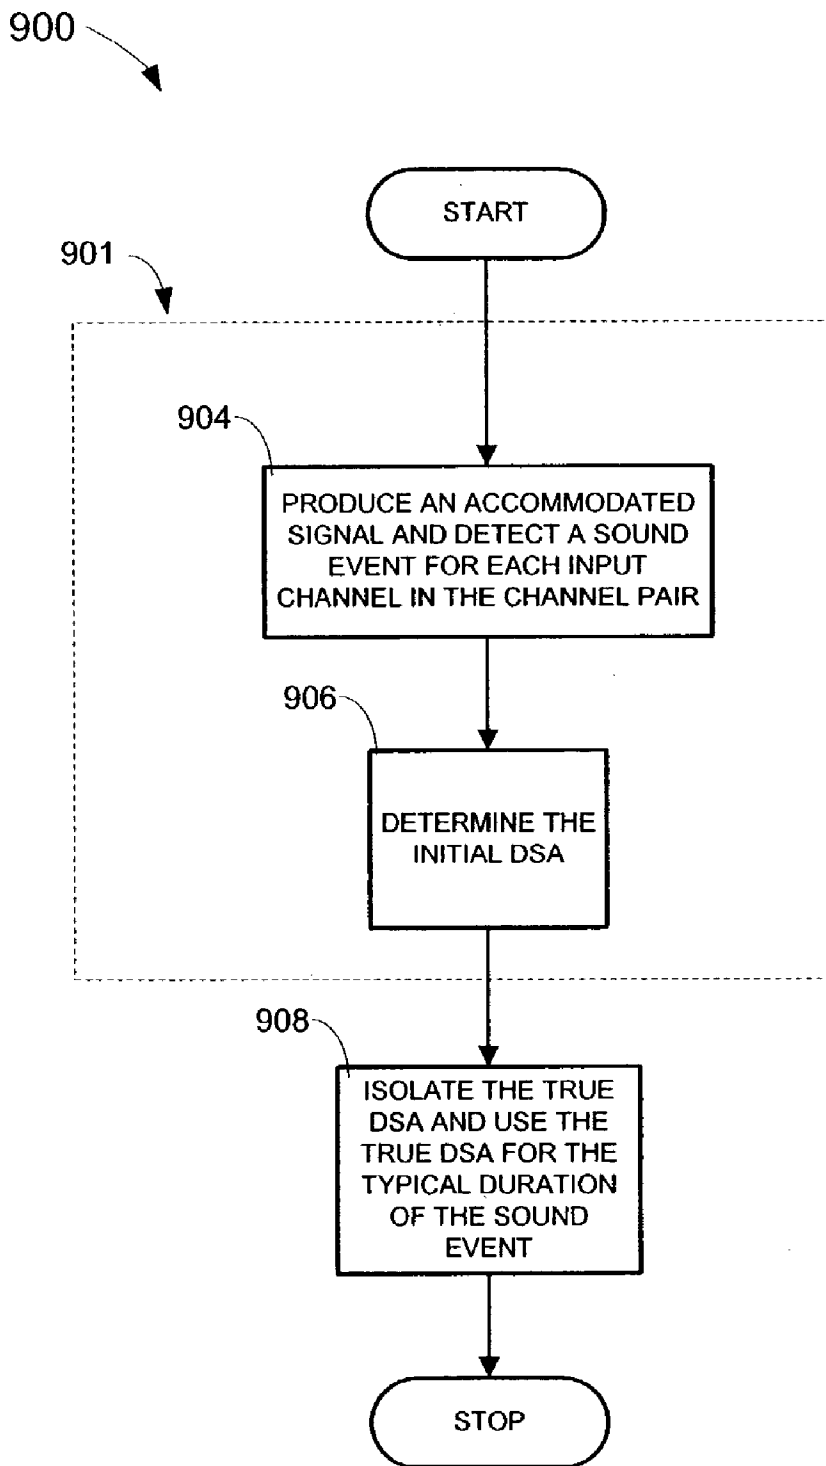 900
START
901
904
PRODUCE AN ACCOMMODATED
SIGNAL AND DETECT A SOUND
EVENT FOR EACH INPUT
CHANNEL IN THE CHANNEL PAIR
906
DETERMINE THE
INITIAL DSA
908
ISOLATE THE TRUE
DSA AND USE THE
TRUE DSA FOR THE
TYPICAL DURATION
OF THE SOUND
EVENT
STOP